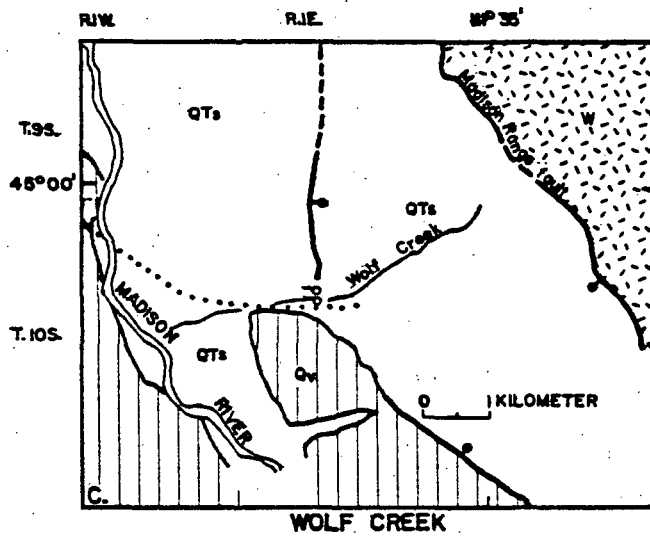 R.1W. R.1E. W° 35'
T.9S.
QTs
W
Madison Range fault
45°00'
QTs
Wolf Creek
MADISON RIVER
T.10S.
QTs
Qv
0 1 KILOMETER
C.
WOLF CREEK